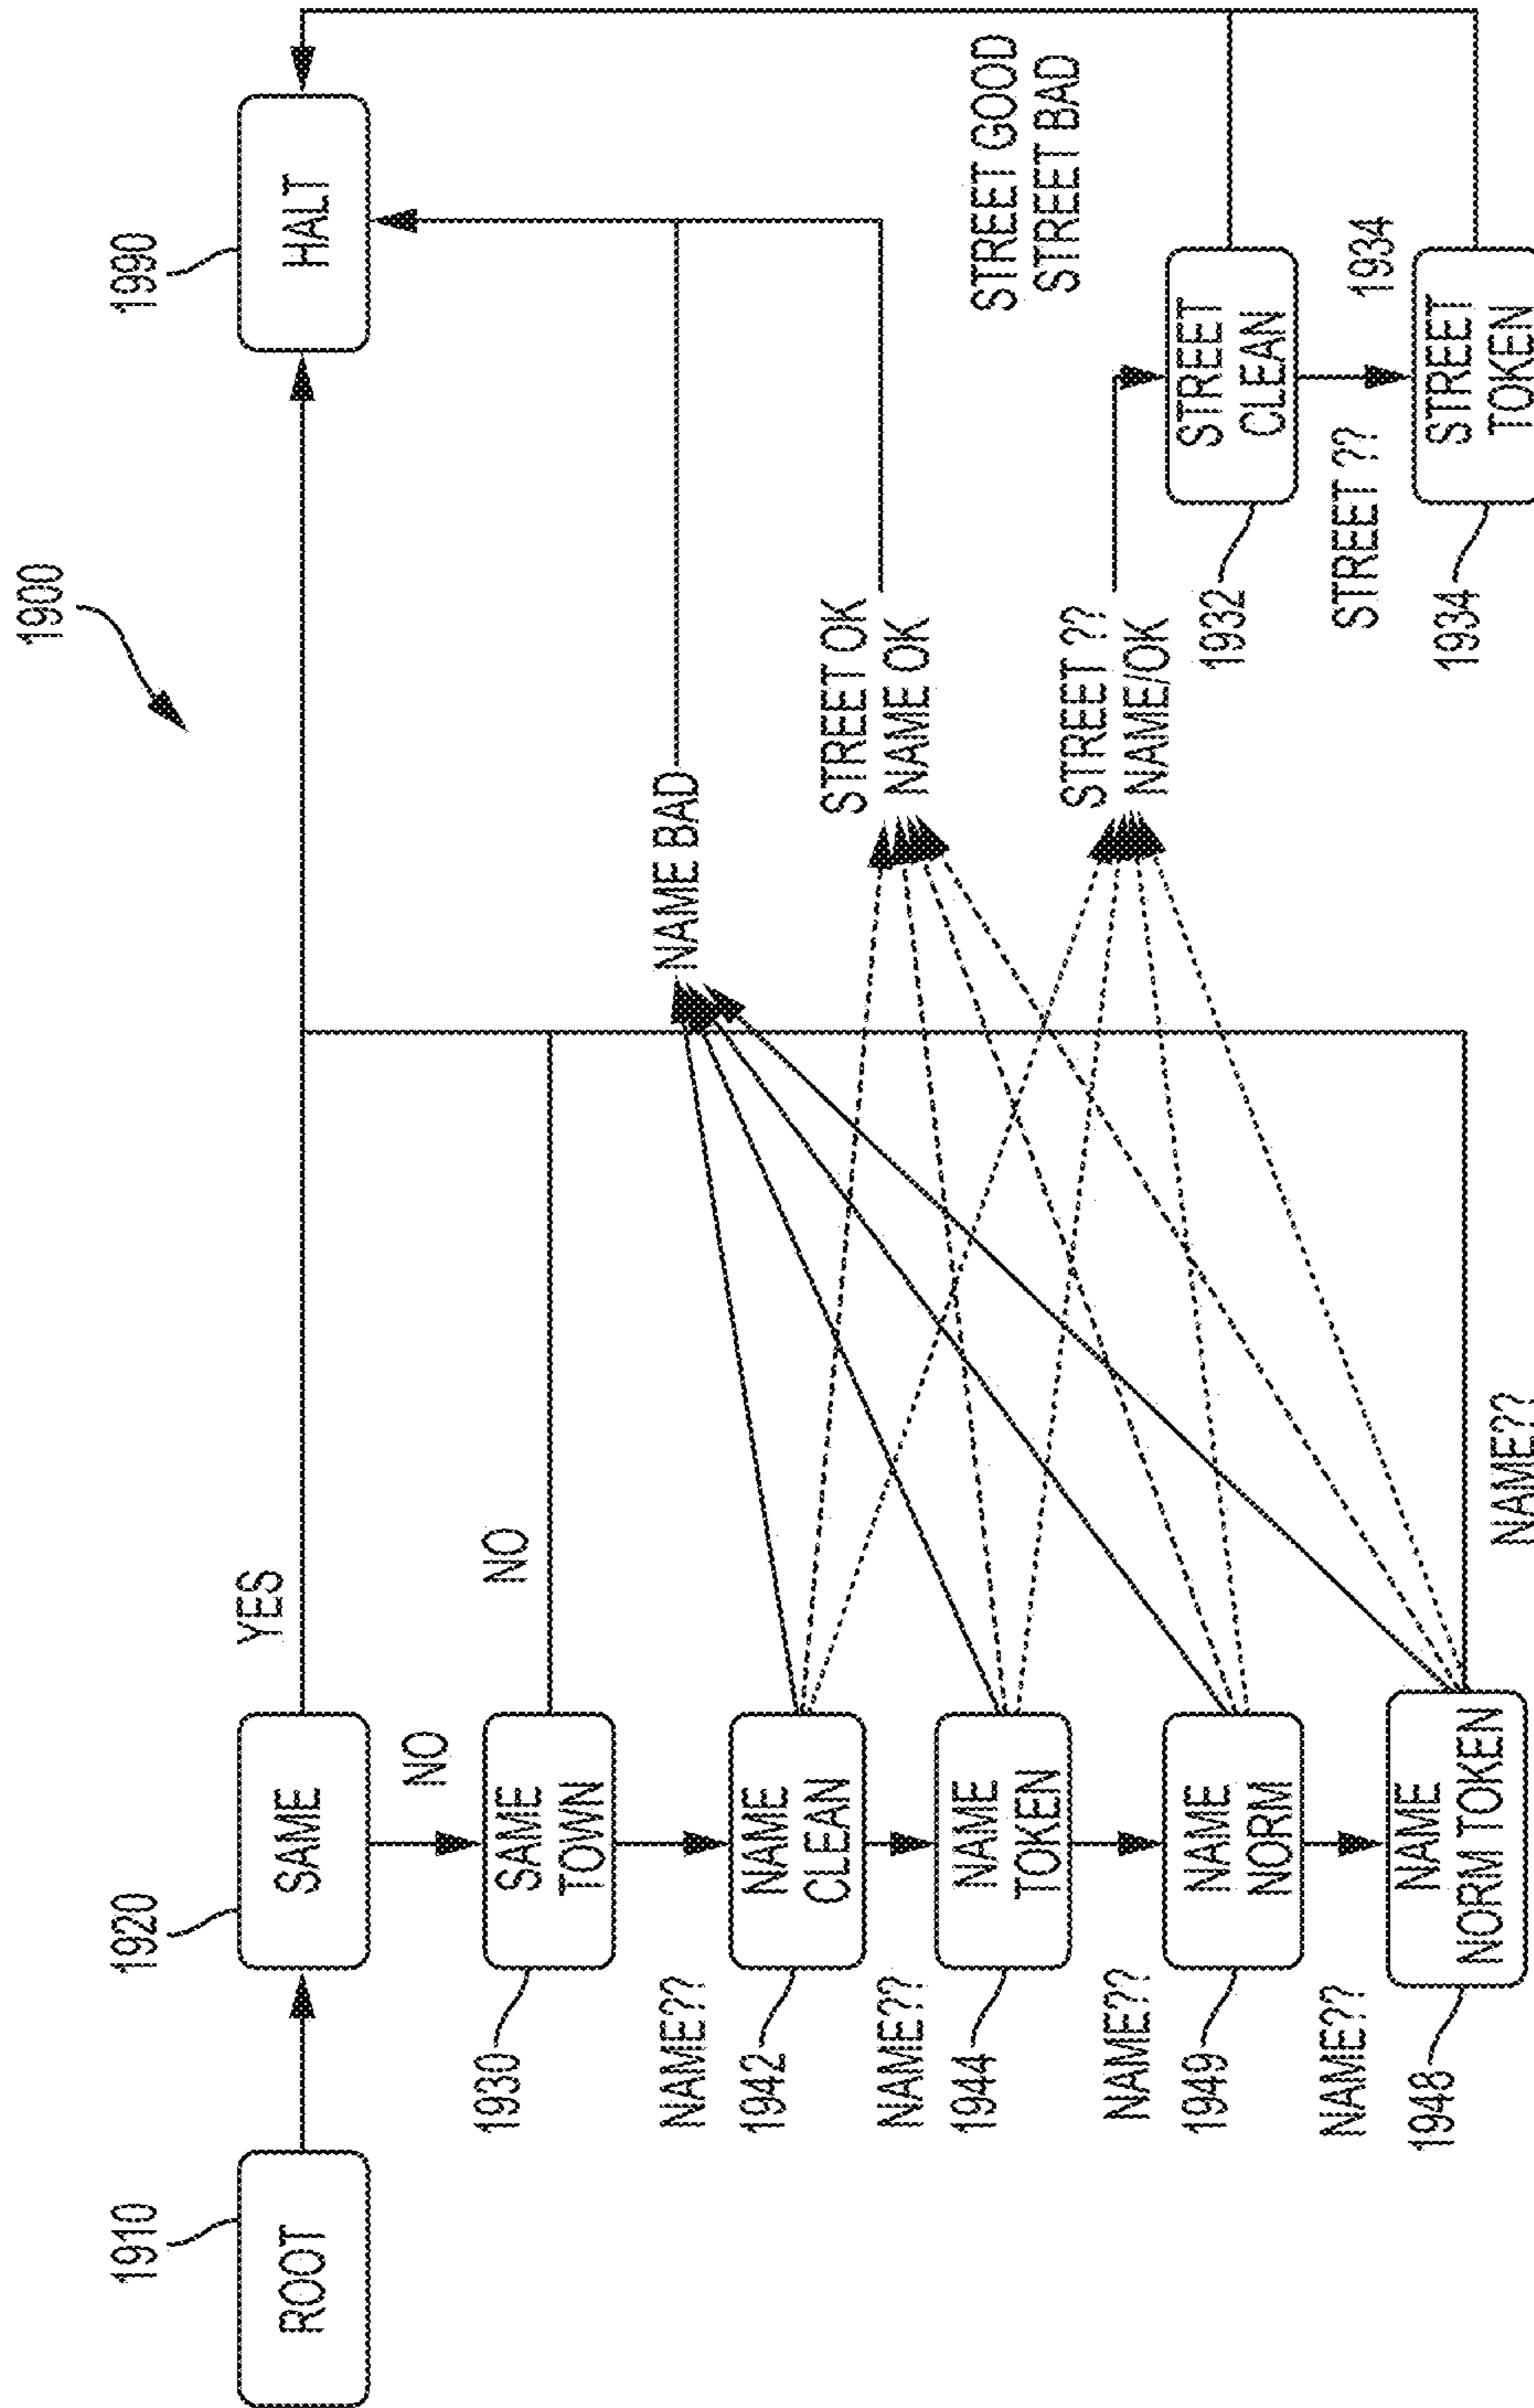 1900
1910
ROOT
1920
SAME
YES
1990
HALT
NO
1930
SAME
TOWN
NO
NAME??
1942
NAME
CLEAN
NAME BAD
NAME??
1944
NAME
TOKEN
STREET OK
NAME OK
STREET GOOD
STREET BAD
NAME??
1949
NAME
NORM
STREET ??
NAME/OK
1932
STREET
CLEAN
NAME??
1948
NAME
NORM TOKEN
NAME??
STREET ??
1934
STREET
TOKEN
1934